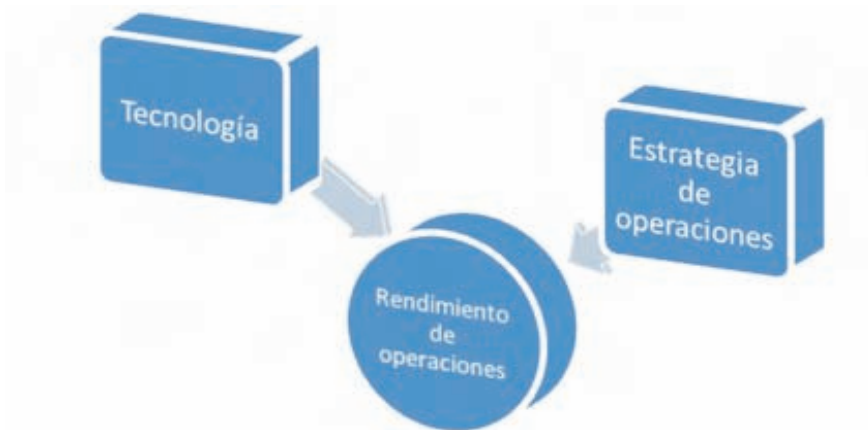 Tecnología
Estrategia
de
operaciones
Rendimiento
de
operaciones